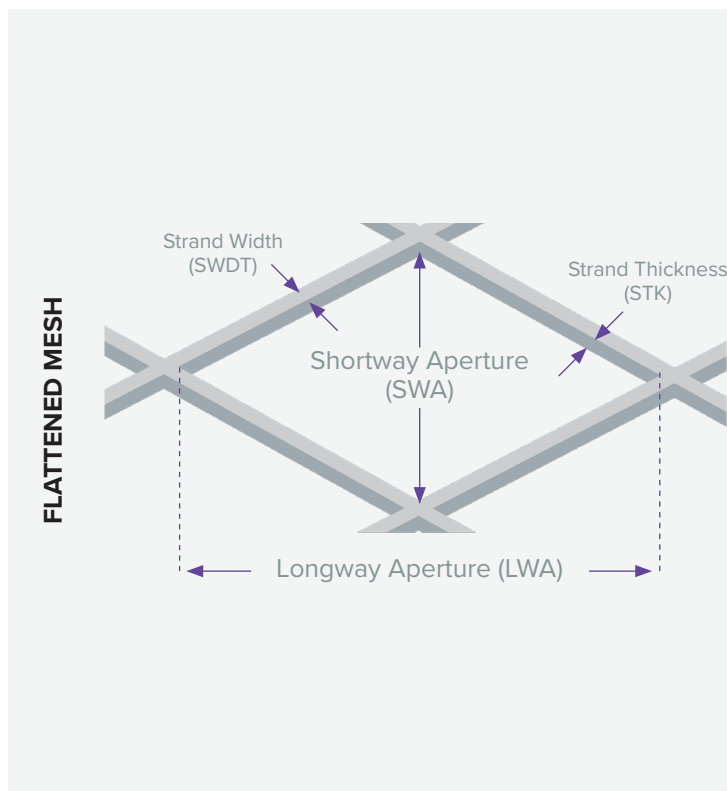 FLATTENED MESH
Strand Width
(SWDT)
Strand Thickness
(STK)
Shortway Aperture
(SWA)
Longway Aperture (LWA)